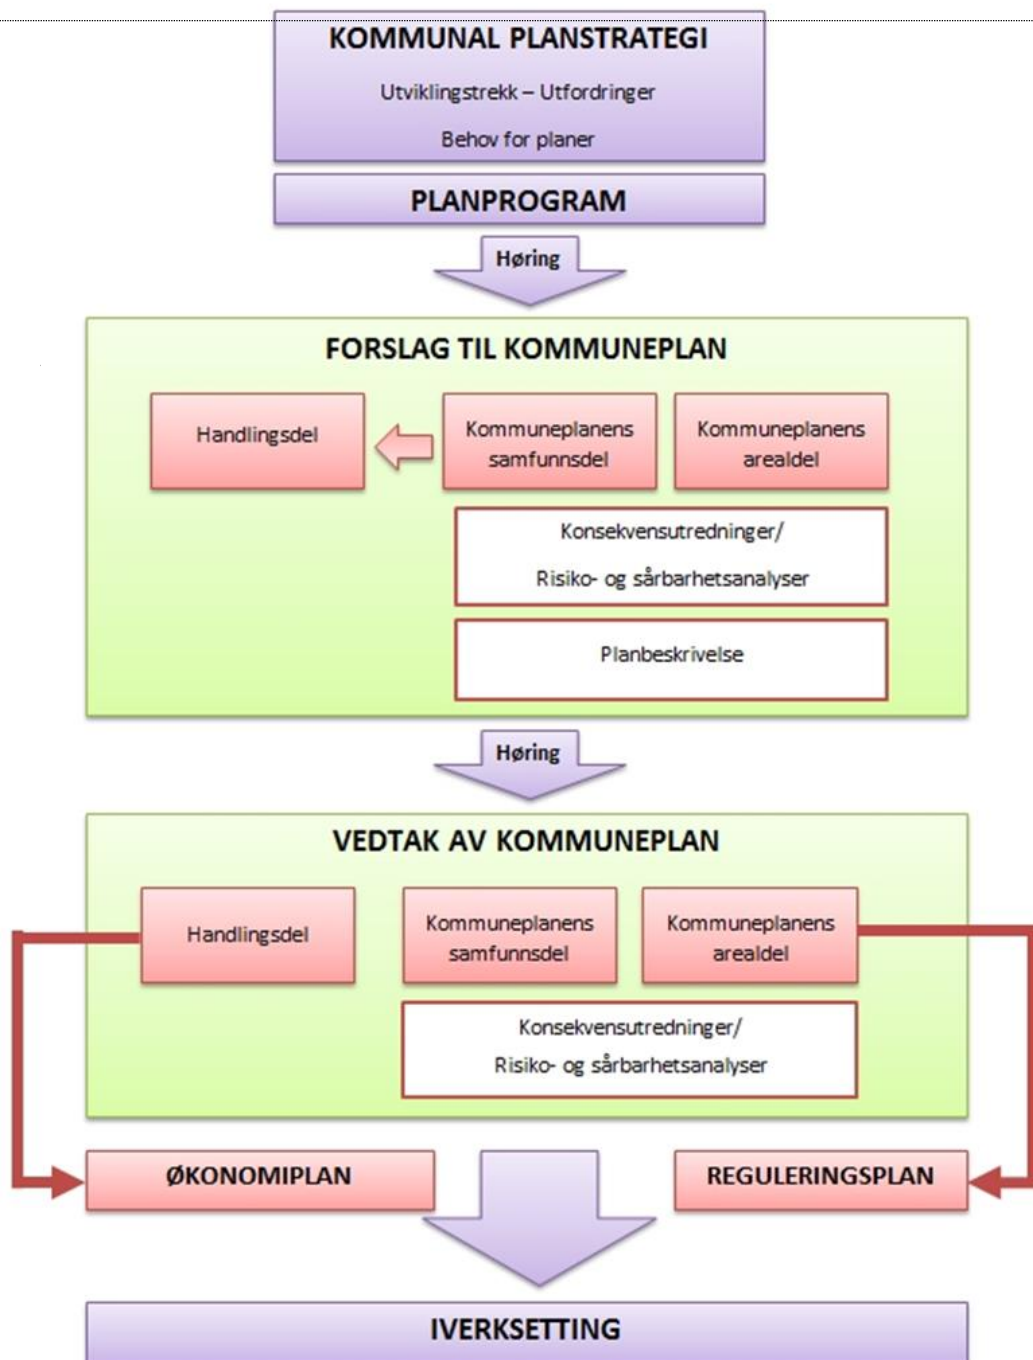 KOMMUNAL PLANSTRATEGI
Utviklingstrekk – Utfordringer
Behov for planer
PLANPROGRAM
Høring
FORSLAG TIL KOMMUNEPLAN
Handlingsdel
Kommuneplanens
samfunnsdel
Kommuneplanens
arealdel
Konsekvensutredninger/
Risiko- og sårbarhetsanalyser
Planbeskrivelse
Høring
VEDTAK AV KOMMUNEPLAN
Handlingsdel
Kommuneplanens
samfunnsdel
Kommuneplanens
arealdel
Konsekvensutredninger/
Risiko- og sårbarhetsanalyser
ØKONOMIPLAN
REGULERINGSPLAN
IVERKSETTING